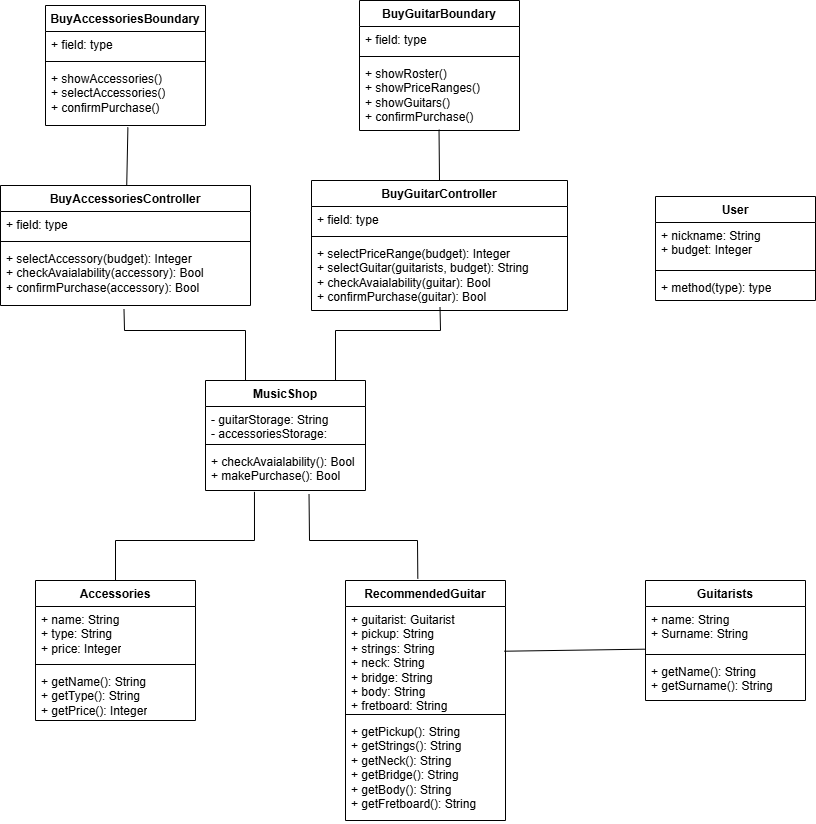 BuyAccessoriesBoundary
+ field: type
+ showAccessories()
+ selectAccessories()
+ confirmPurchase()
BuyGuitarBoundary
+ field: type
+ showRoster()
+ showPriceRanges()
+ showGuitars()
+ confirmPurchase()
BuyAccessoriesController
+ field: type
+ selectAccessory(budget): Integer
+ checkAvaialability(accessory): Bool
+ confirmPurchase(accessory): Bool
BuyGuitarController
+ field: type
+ selectPriceRange(budget): Integer
+ selectGuitar(guitarists, budget): String
+ checkAvaialability(guitar): Bool
+ confirmPurchase(guitar): Bool
User
+ nickname: String
+ budget: Integer
+ method(type): type
MusicShop
- guitarStorage: String
- accessoriesStorage:
+ checkAvaialability(): Bool
+ makePurchase(): Bool
Accessories
+ name: String
+ type: String
+ price: Integer
+ getName(): String
+ getType(): String
+ getPrice(): Integer
RecommendedGuitar
+ guitarist: Guitarist
+ pickup: String
+ strings: String
+ neck: String
+ bridge: String
+ body: String
+ fretboard: String
+ getPickup(): String
+ getStrings(): String
+ getNeck(): String
+ getBridge(): String
+ getBody(): String
+ getFretboard(): String
Guitarists
+ name: String
+ Surname: String
+ getName(): String
+ getSurname(): String